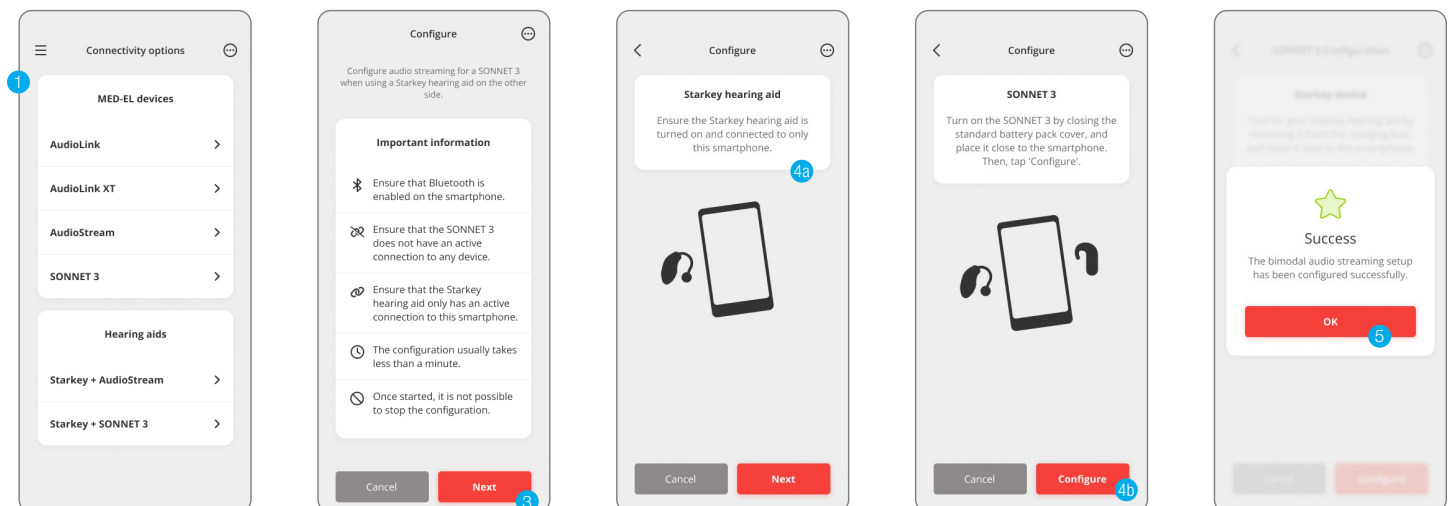 Connectivity options
1
MED-EL devices
AudioLink
AudioLink XT
AudioStream
SONNET 3
Hearing aids
Starkey + AudioStream
Starkey + SONNET 3
Configure
Configure audio streaming for a SONNET 3
when using a Starkey hearing aid on the other
side.
Important information
Ensure that Bluetooth is
enabled on the smartphone.
Ensure that the SONNET 3
does not have an active
connection to any device.
Ensure that the Starkey
hearing aid only has an active
connection to this smartphone.
The configuration usually takes
less than a minute.
Once started, it is not possible
to stop the configuration.
Cancel
Next
3
Configure
Starkey hearing aid
Ensure the Starkey hearing aid is
turned on and connected to only
this smartphone.
4a
Cancel
Next
Configure
SONNET 3
Turn on the SONNET 3 by closing the
standard battery pack cover, and
place it close to the smartphone.
Then, tap 'Configure'.
Cancel
Configure
4b
SONNET 3 Configuration
Starkey device
Success
The bimodal audio streaming setup
has been configured successfully.
OK
5
Cancel
Configure